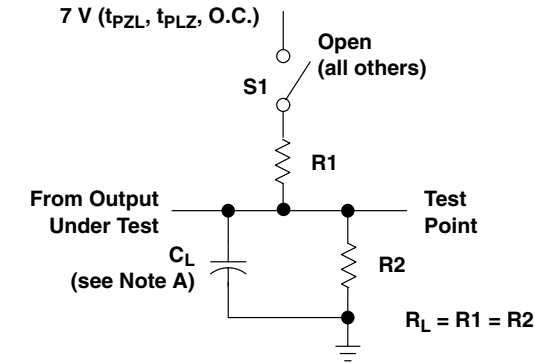 7 V (tPZL, tPLZ, O.C.)
Open
(all others)
S1
R1
From Output
Under Test
Test
Point
CL
(see Note A)
R2
RL = R1 = R2